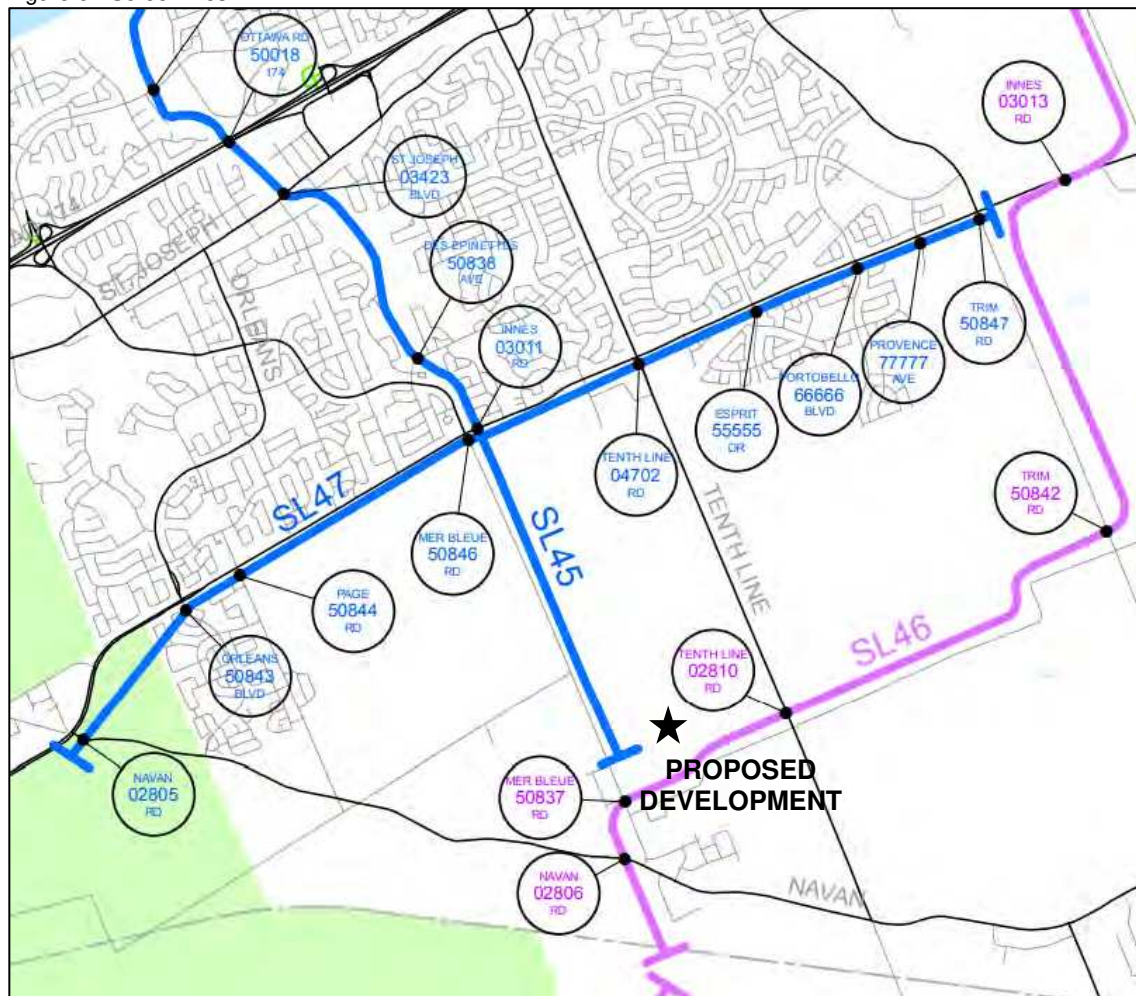 OTTAWA RD
50018
174
INNES
03013
RD
ST JOSEPH
03423
BLVD
DES EPINETTES
50838
AVE
ST. JOSEPH
ORLEANS
INNES
03011
RD
TRIM
50847
RD
PROVENCE
77777
AVE
PORTOBELLO
66666
BLVD
ESPRIT
55555
DR
TENTH LINE
04702
RD
TRIM
50842
RD
SL47
SL45
TENTH LINE
MER BLEUE
50846
RD
PAGE
50844
RD
SL46
ORLEANS
50843
BLVD
TENTH LINE
02810
RD
NAVAN
02805
RD
MER BLEUE
50837
RD
PROPOSED
DEVELOPMENT
NAVAN
02806
RD
NAVAN